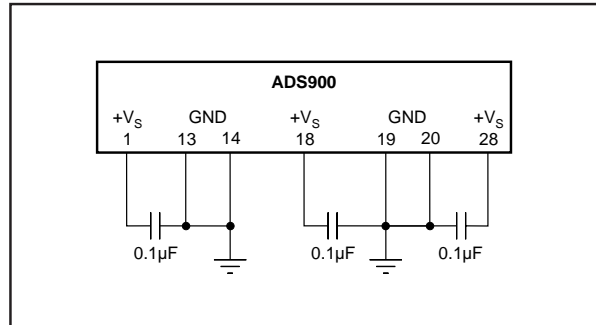 ADS900
+VS GND +VS GND +VS
1 13 14 18 19 20 28
0.1µF 0.1µF 0.1µF